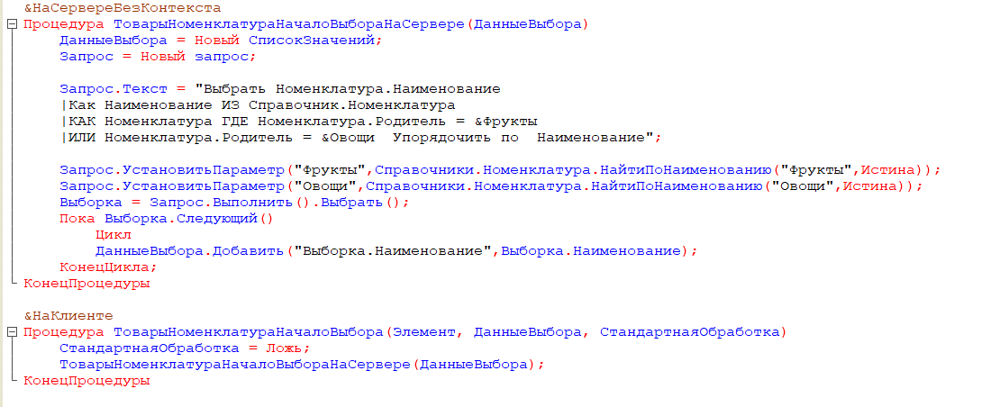 &НаСервереБезКонтекста
Процедура ТоварыНоменклатураНачалоВыбораНаСервере(ДанныеВыбора)
ДанныеВыбора = Новый СписокЗначений;
Запрос = Новый запрос;
Запрос.Текст = "Выбрать Номенклатура.Наименование
|Как Наименование ИЗ Справочник.Номенклатура
|КАК Номенклатура ГДЕ Номенклатура.Родитель = &Фрукты
|ИЛИ Номенклатура.Родитель = &Овощи  Упорядочить по  Наименование";
Запрос.УстановитьПараметр("Фрукты",Справочники.Номенклатура.НайтиПоНаименованию("Фрукты",Истина));
Запрос.УстановитьПараметр("Овощи",Справочники.Номенклатура.НайтиПоНаименованию("Овощи",Истина));
Выборка = Запрос.Выполнить().Выбрать();
Пока Выборка.Следующий()
Цикл
ДанныеВыбора.Добавить("Выборка.Наименование",Выборка.Наименование);
КонецЦикла;
КонецПроцедуры
&НаКлиенте
Процедура ТоварыНоменклатураНачалоВыбора(Элемент, ДанныеВыбора, СтандартнаяОбработка)
СтандартнаяОбработка = Ложь;
ТоварыНоменклатураНачалоВыбораНаСервере(ДанныеВыбора);
КонецПроцедуры